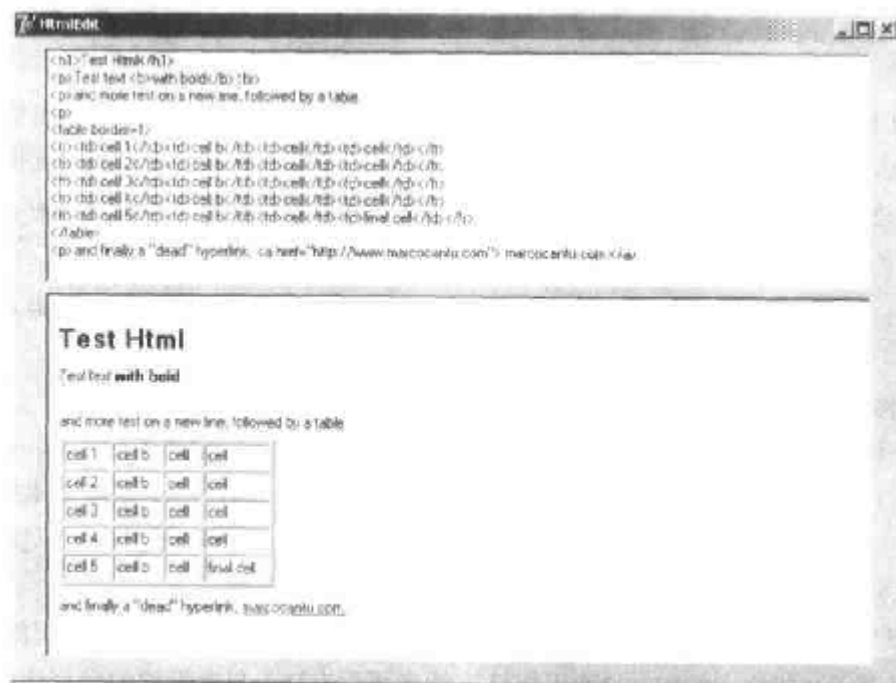 HtmlEdit
<h1>Test Html</h1>
<p>Test text <b>with bold</b> <br>
<p>and more test on a new line, followed by a table
<p>
<table border=1>
<tr><td>cell 1</td><td>cell b</td><td>cell</td><td>cell</td></tr>
<tr><td>cell 2</td><td>cell b</td><td>cell</td><td>cell</td></tr>
<tr><td>cell 3</td><td>cell b</td><td>cell</td><td>cell</td></tr>
<tr><td>cell 4</td><td>cell b</td><td>cell</td><td>cell</td></tr>
<tr><td>cell 5</td><td>cell b</td><td>cell</td><td>final cell</td></tr>
</table>
<p>and finally a "dead" hyperlink, <a href="http://www.marcocantu.com"> marcocantu.com </a>
Test Html
Test text with bold
and more test on a new line, followed by a table
cell 1 cell b cell cell
cell 2 cell b cell cell
cell 3 cell b cell cell
cell 4 cell b cell cell
cell 5 cell b cell final cell
and finally a "dead" hyperlink, marcocantu.com